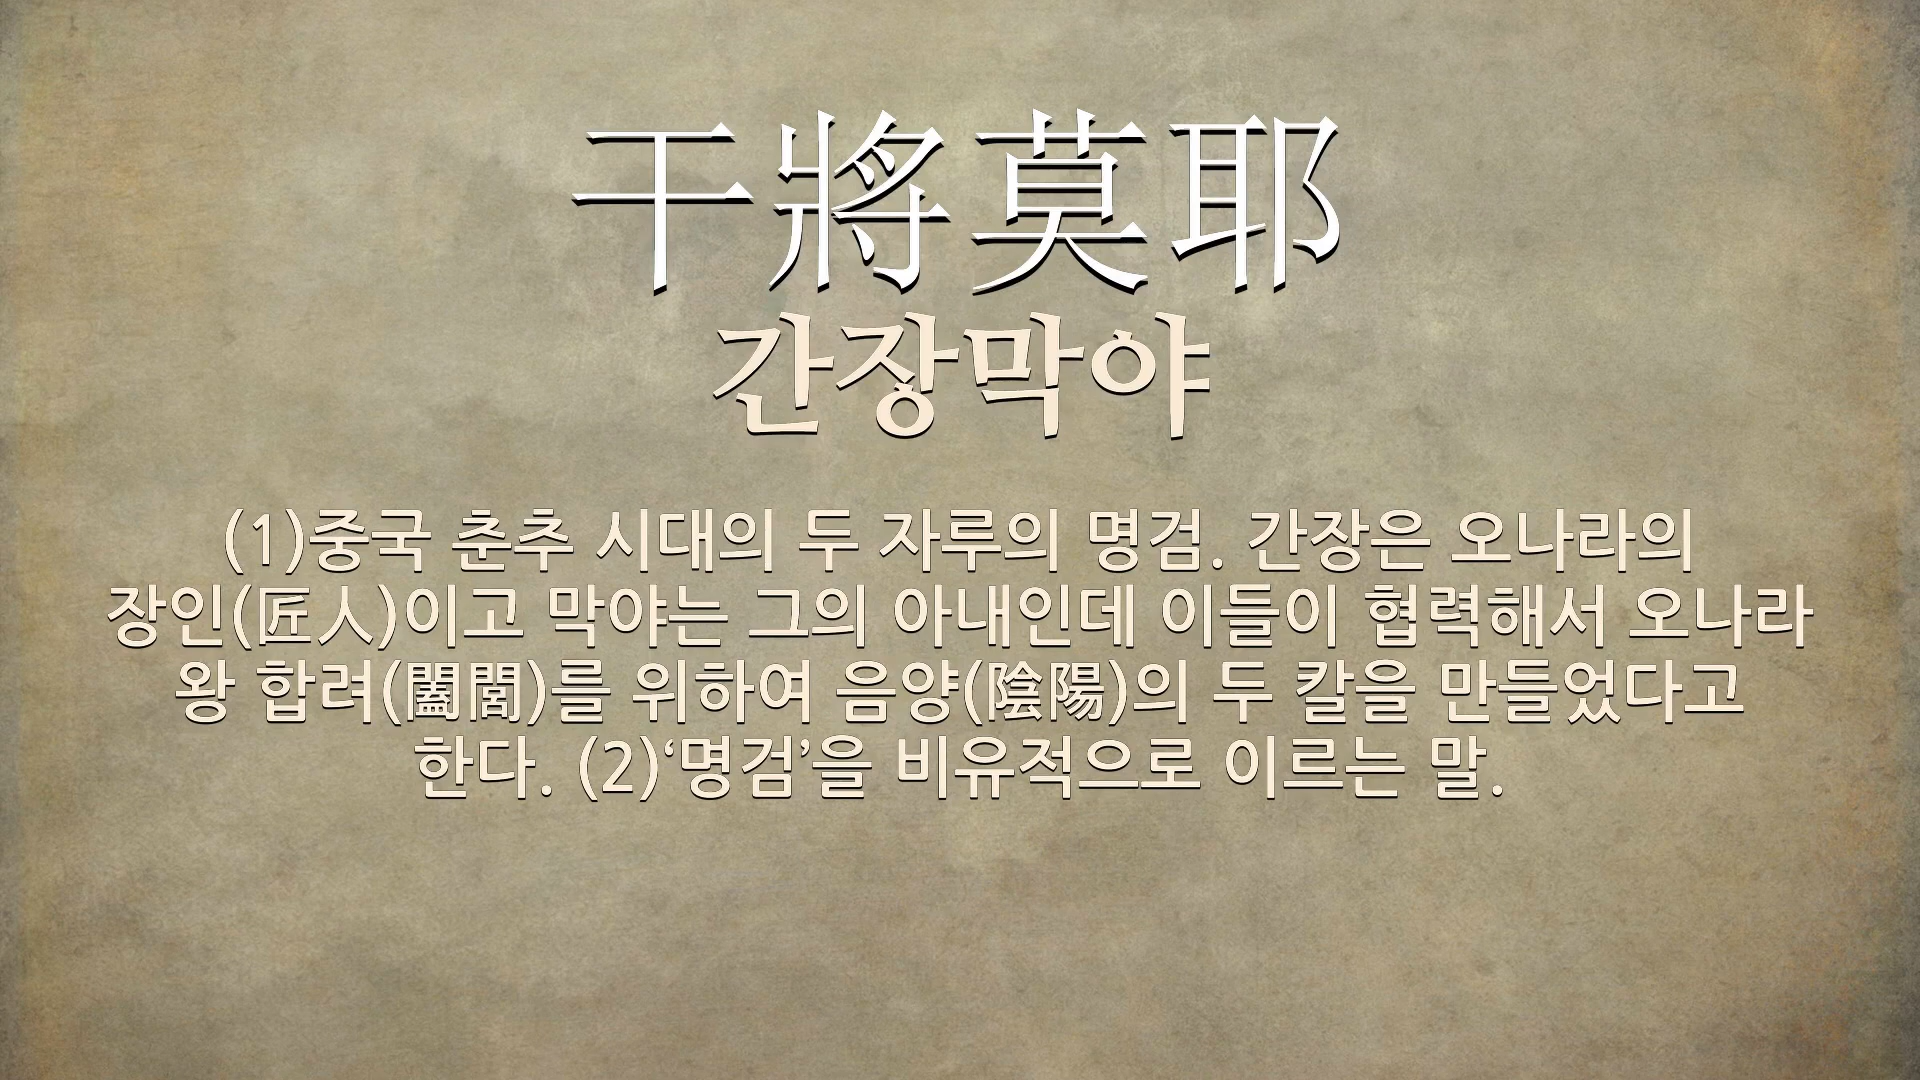 干將莫耶
간장막야
(1)중국 춘추 시대의 두 자루의 명검. 간장은 오나라의
장인(匠人)이고 막야는 그의 아내인데 이들이 협력해서 오나라
왕 합려(闔閭)를 위하여 음양(陰陽)의 두 칼을 만들었다고
한다. (2)‘명검’을 비유적으로 이르는 말.